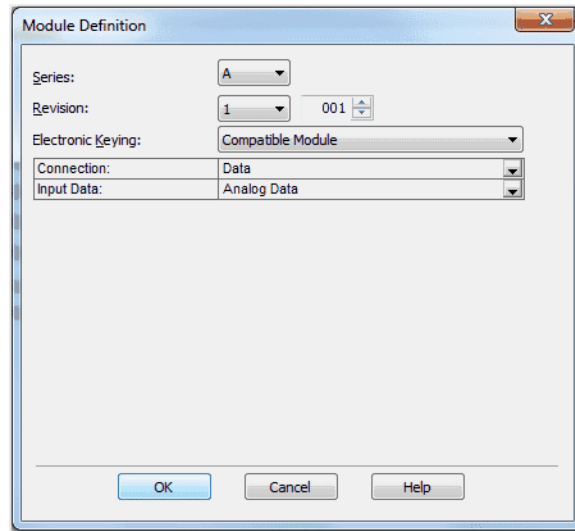 Module Definition
Series: A
Revision: 1 001
Electronic Keying: Compatible Module
Connection: Data
Input Data: Analog Data
OK Cancel Help